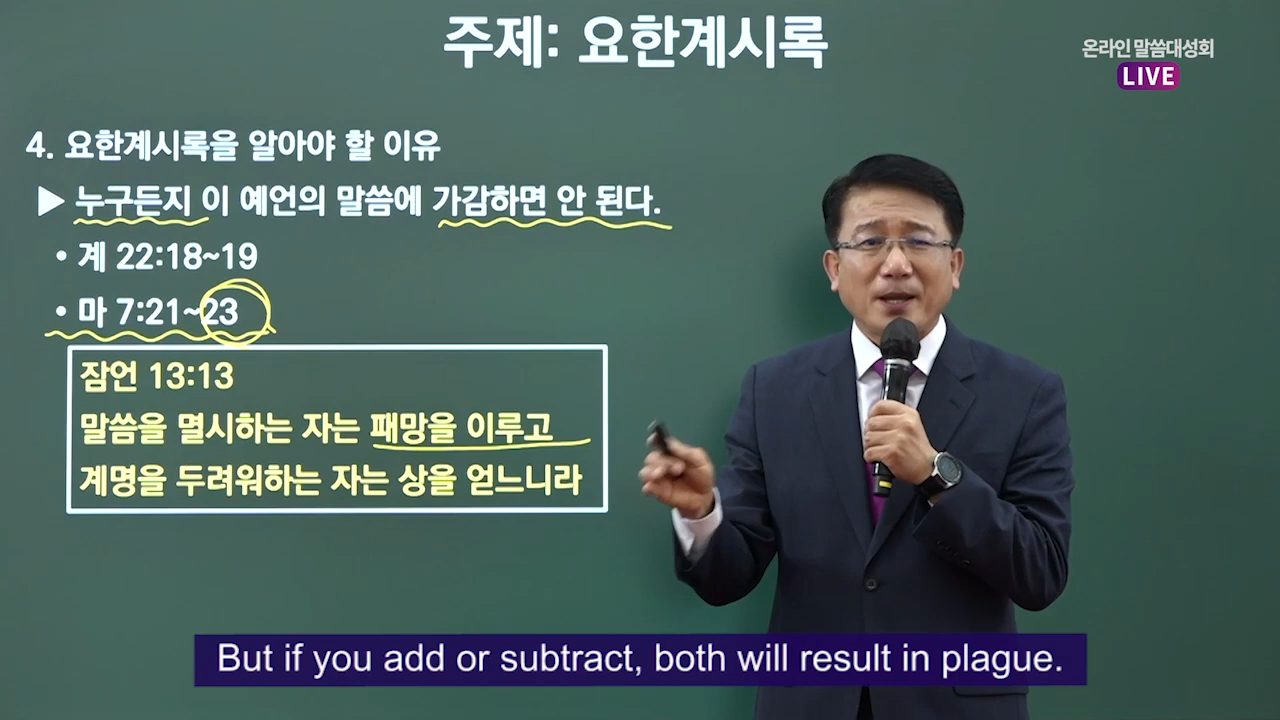 주제: 요한계시록
온라인 말씀대성회
LIVE
4. 요한계시록을 알아야 할 이유
▶ 누구든지 이 예언의 말씀에 가감하면 안 된다.
• 계 22:18~19
• 마 7:21~23
잠언 13:13
말씀을 멸시하는 자는 패망을 이루고
계명을 두려워하는 자는 상을 얻느니라
But if you add or subtract, both will result in plague.